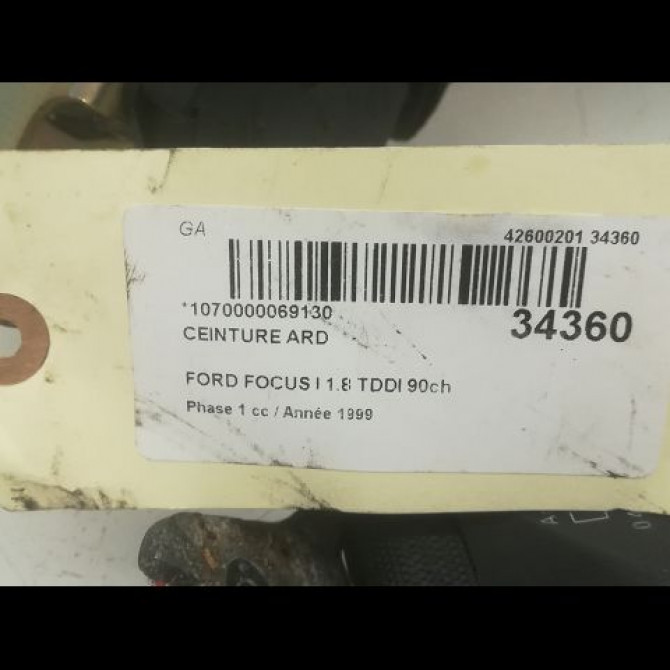 GA
42600201 34360
*1070000069130
34360
CEINTURE ARD
FORD FOCUS I 1.8 TDDI 90ch
Phase 1 cc / Année 1999